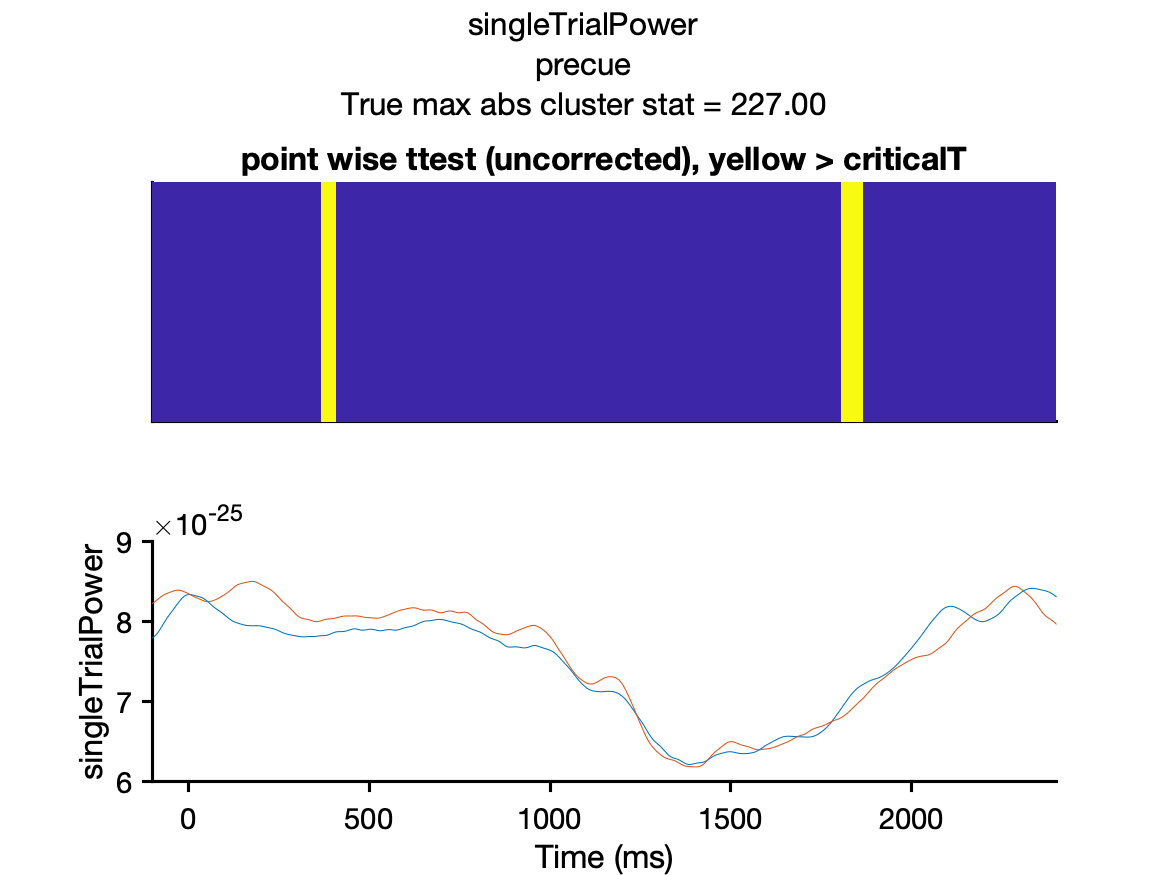 singleTrialPower
precue
True max abs cluster stat = 227.00
point wise ttest (uncorrected), yellow > criticalT
×10-25
9
8
7
6
singleTrialPower
0 500 1000 1500 2000
Time (ms)